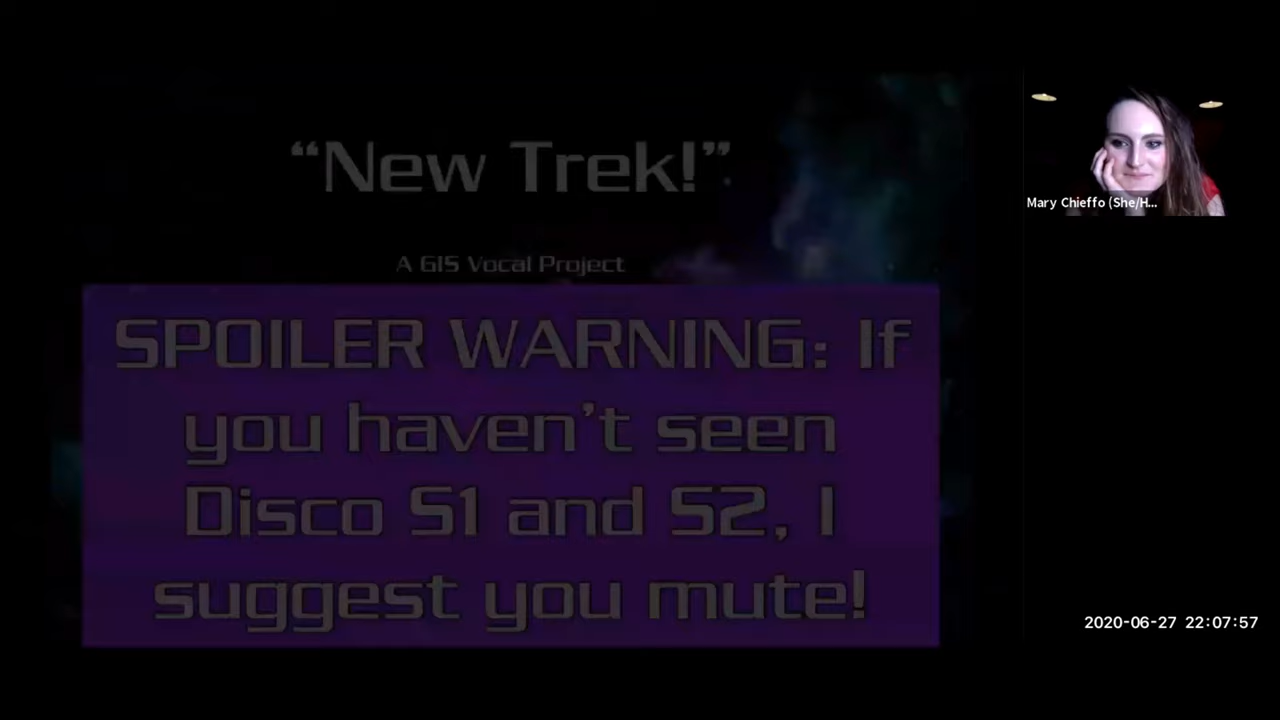 “New Trek!”
A GIS Vocal Project
SPOILER WARNING: If
you haven’t seen
Disco S1 and S2, I
suggest you mute!
Mary Chieffo (She/H...
2020-06-27 22:07:57